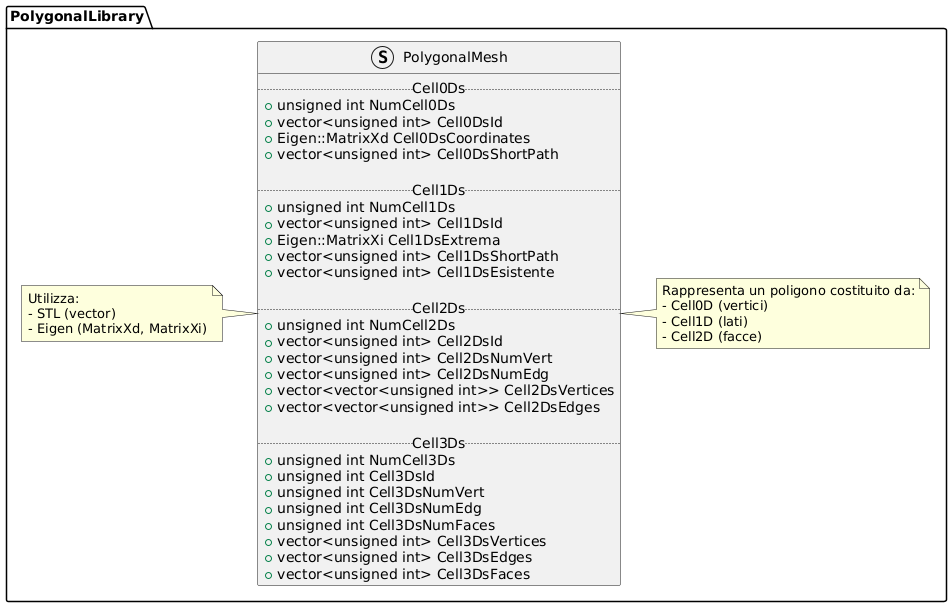 PolygonalLibrary
S PolygonalMesh
Cell0Ds
unsigned int NumCell0Ds
vector<unsigned int> Cell0DsId
Eigen::MatrixXd Cell0DsCoordinates
vector<unsigned int> Cell0DsShortPath
Cell1Ds
unsigned int NumCell1Ds
vector<unsigned int> Cell1DsId
Eigen::MatrixXi Cell1DsExtrema
vector<unsigned int> Cell1DsShortPath
vector<unsigned int> Cell1DsEsistente
Cell2Ds
unsigned int NumCell2Ds
vector<unsigned int> Cell2DsId
vector<unsigned int> Cell2DsNumVert
vector<unsigned int> Cell2DsNumEdg
vector<vector<unsigned int>> Cell2DsVertices
vector<vector<unsigned int>> Cell2DsEdges
Cell3Ds
unsigned int NumCell3Ds
unsigned int Cell3DsId
unsigned int Cell3DsNumVert
unsigned int Cell3DsNumEdg
unsigned int Cell3DsNumFaces
vector<unsigned int> Cell3DsVertices
vector<unsigned int> Cell3DsEdges
vector<unsigned int> Cell3DsFaces
Utilizza:
- STL (vector)
- Eigen (MatrixXd, MatrixXi)
Rappresenta un poligono costituito da:
- Cell0D (vertici)
- Cell1D (lati)
- Cell2D (facce)